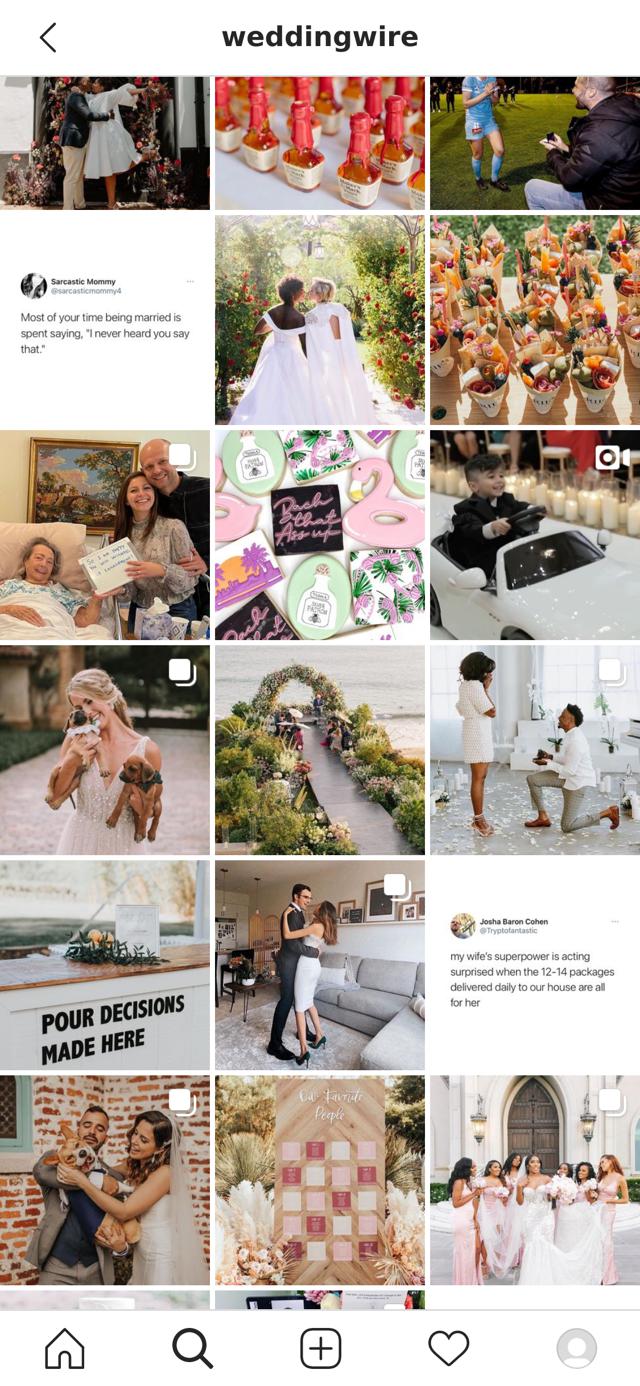 weddingwire
Sarcastic Mommy
@sarcasticmommy4
Most of your time being married is
spent saying, "I never heard you say
that."
Bach
that
Ass up
Bach
that
POUR DECISIONS
MADE HERE
Josha Baron Cohen
@Tryptofantastic
my wife's superpower is acting
surprised when the 12-14 packages
delivered daily to our house are all
for her
Our Favorite
People